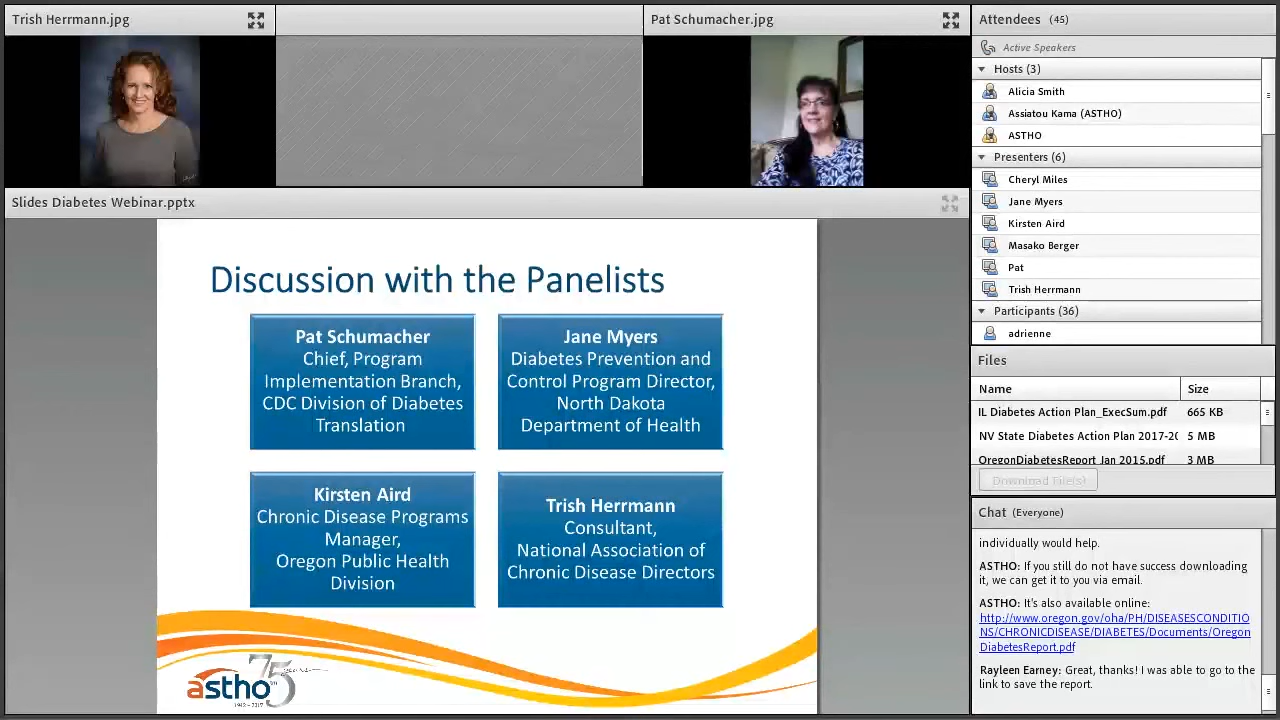 Trish Herrmann.jpg
Pat Schumacher.jpg
Slides Diabetes Webinar.pptx
Discussion with the Panelists
Pat Schumacher
Chief, Program
Implementation Branch,
CDC Division of Diabetes
Translation
Jane Myers
Diabetes Prevention and
Control Program Director,
North Dakota
Department of Health
Kirsten Aird
Chronic Disease Programs
Manager,
Oregon Public Health
Division
Trish Herrmann
Consultant,
National Association of
Chronic Disease Directors
astho
75
1942 - 2017
Attendees (45)
Active Speakers
Hosts (3)
Alicia Smith
Assiatou Kama (ASTHO)
ASTHO
Presenters (6)
Cheryl Miles
Jane Myers
Kirsten Aird
Masako Berger
Pat
Trish Herrmann
Participants (36)
adrienne
Files
Name Size
IL Diabetes Action Plan_ExecSum.pdf 665 KB
NV State Diabetes Action Plan 2017-20 5 MB
OregonDiabetesReport Jan 2015.pdf 3 MB
Download File(s)
Chat (Everyone)
individually would help.
ASTHO: If you still do not have success downloading
it, we can get it to you via email.
ASTHO: It's also available online:
http://www.oregon.gov/oha/PH/DISEASESCONDITIO
NS/CHRONICDISEASE/DIABETES/Documents/Oregon
DiabetesReport.pdf
Rayleen Earney: Great, thanks! I was able to go to the
link to save the report.